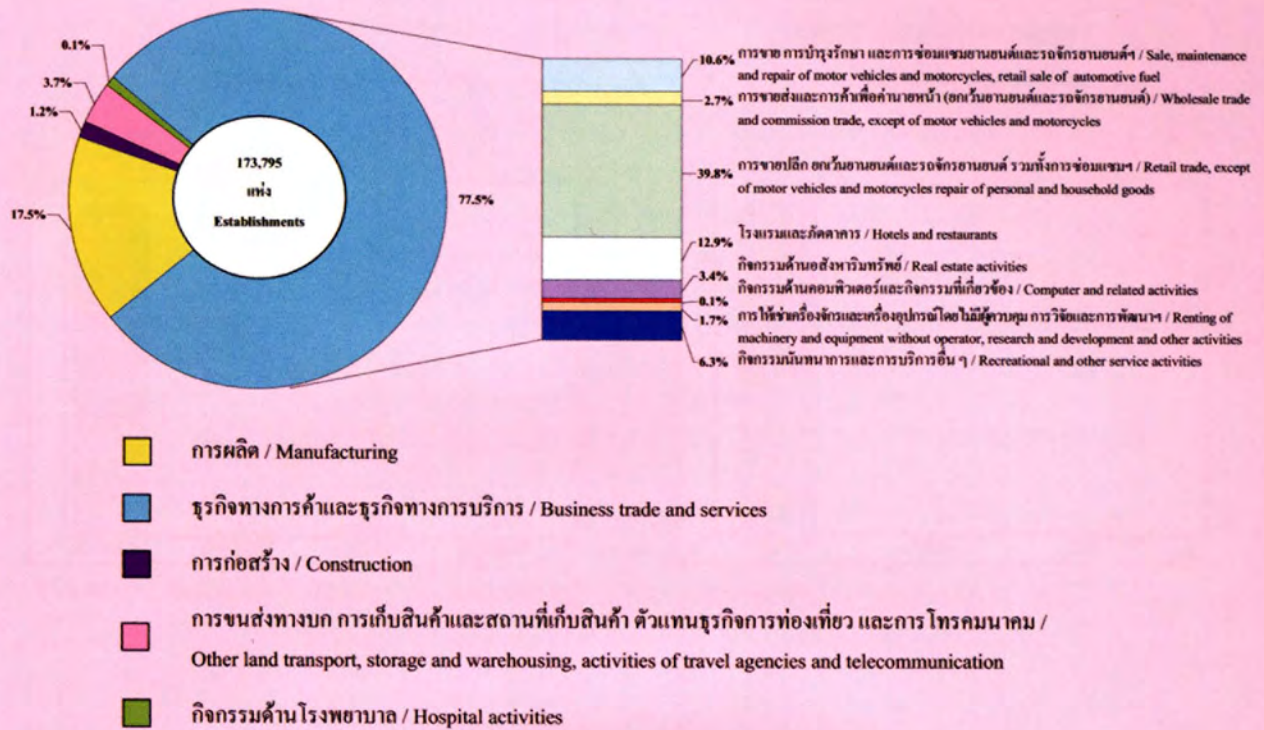 0.1%
3.7%
1.2%
17.5%
77.5%
173,795
แห่ง
Establishments
10.6% การขาย การบำรุงรักษา และการซ่อมแซมยานยนต์และรถจักรยานยนต์ฯ / Sale, maintenance
and repair of motor vehicles and motorcycles, retail sale of automotive fuel
2.7% การขายส่งและการค้าเพื่อค่านายหน้า (ยกเว้นยานยนต์และรถจักรยานยนต์) / Wholesale trade
and commission trade, except of motor vehicles and motorcycles
39.8% การขายปลีก ยกเว้นยานยนต์และรถจักรยานยนต์ รวมทั้งการซ่อมแซมฯ / Retail trade, except
of motor vehicles and motorcycles repair of personal and household goods
12.9% โรงแรมและภัตตาคาร / Hotels and restaurants
3.4% กิจกรรมด้านอสังหาริมทรัพย์ / Real estate activities
0.1% กิจกรรมด้านคอมพิวเตอร์และกิจกรรมที่เกี่ยวข้อง / Computer and related activities
1.7% การให้เช่าเครื่องจักรและเครื่องอุปกรณ์โดยไม่มีผู้ควบคุม การวิจัยและการพัฒนาฯ / Renting of
machinery and equipment without operator, research and development and other activities
6.3% กิจกรรมนันทนาการและการบริการอื่น ๆ / Recreational and other service activities
การผลิต / Manufacturing
ธุรกิจทางการค้าและธุรกิจทางการบริการ / Business trade and services
การก่อสร้าง / Construction
การขนส่งทางบก การเก็บสินค้าและสถานที่เก็บสินค้า ตัวแทนธุรกิจการท่องเที่ยว และการโทรคมนาคม /
Other land transport, storage and warehousing, activities of travel agencies and telecommunication
กิจกรรมด้านโรงพยาบาล / Hospital activities